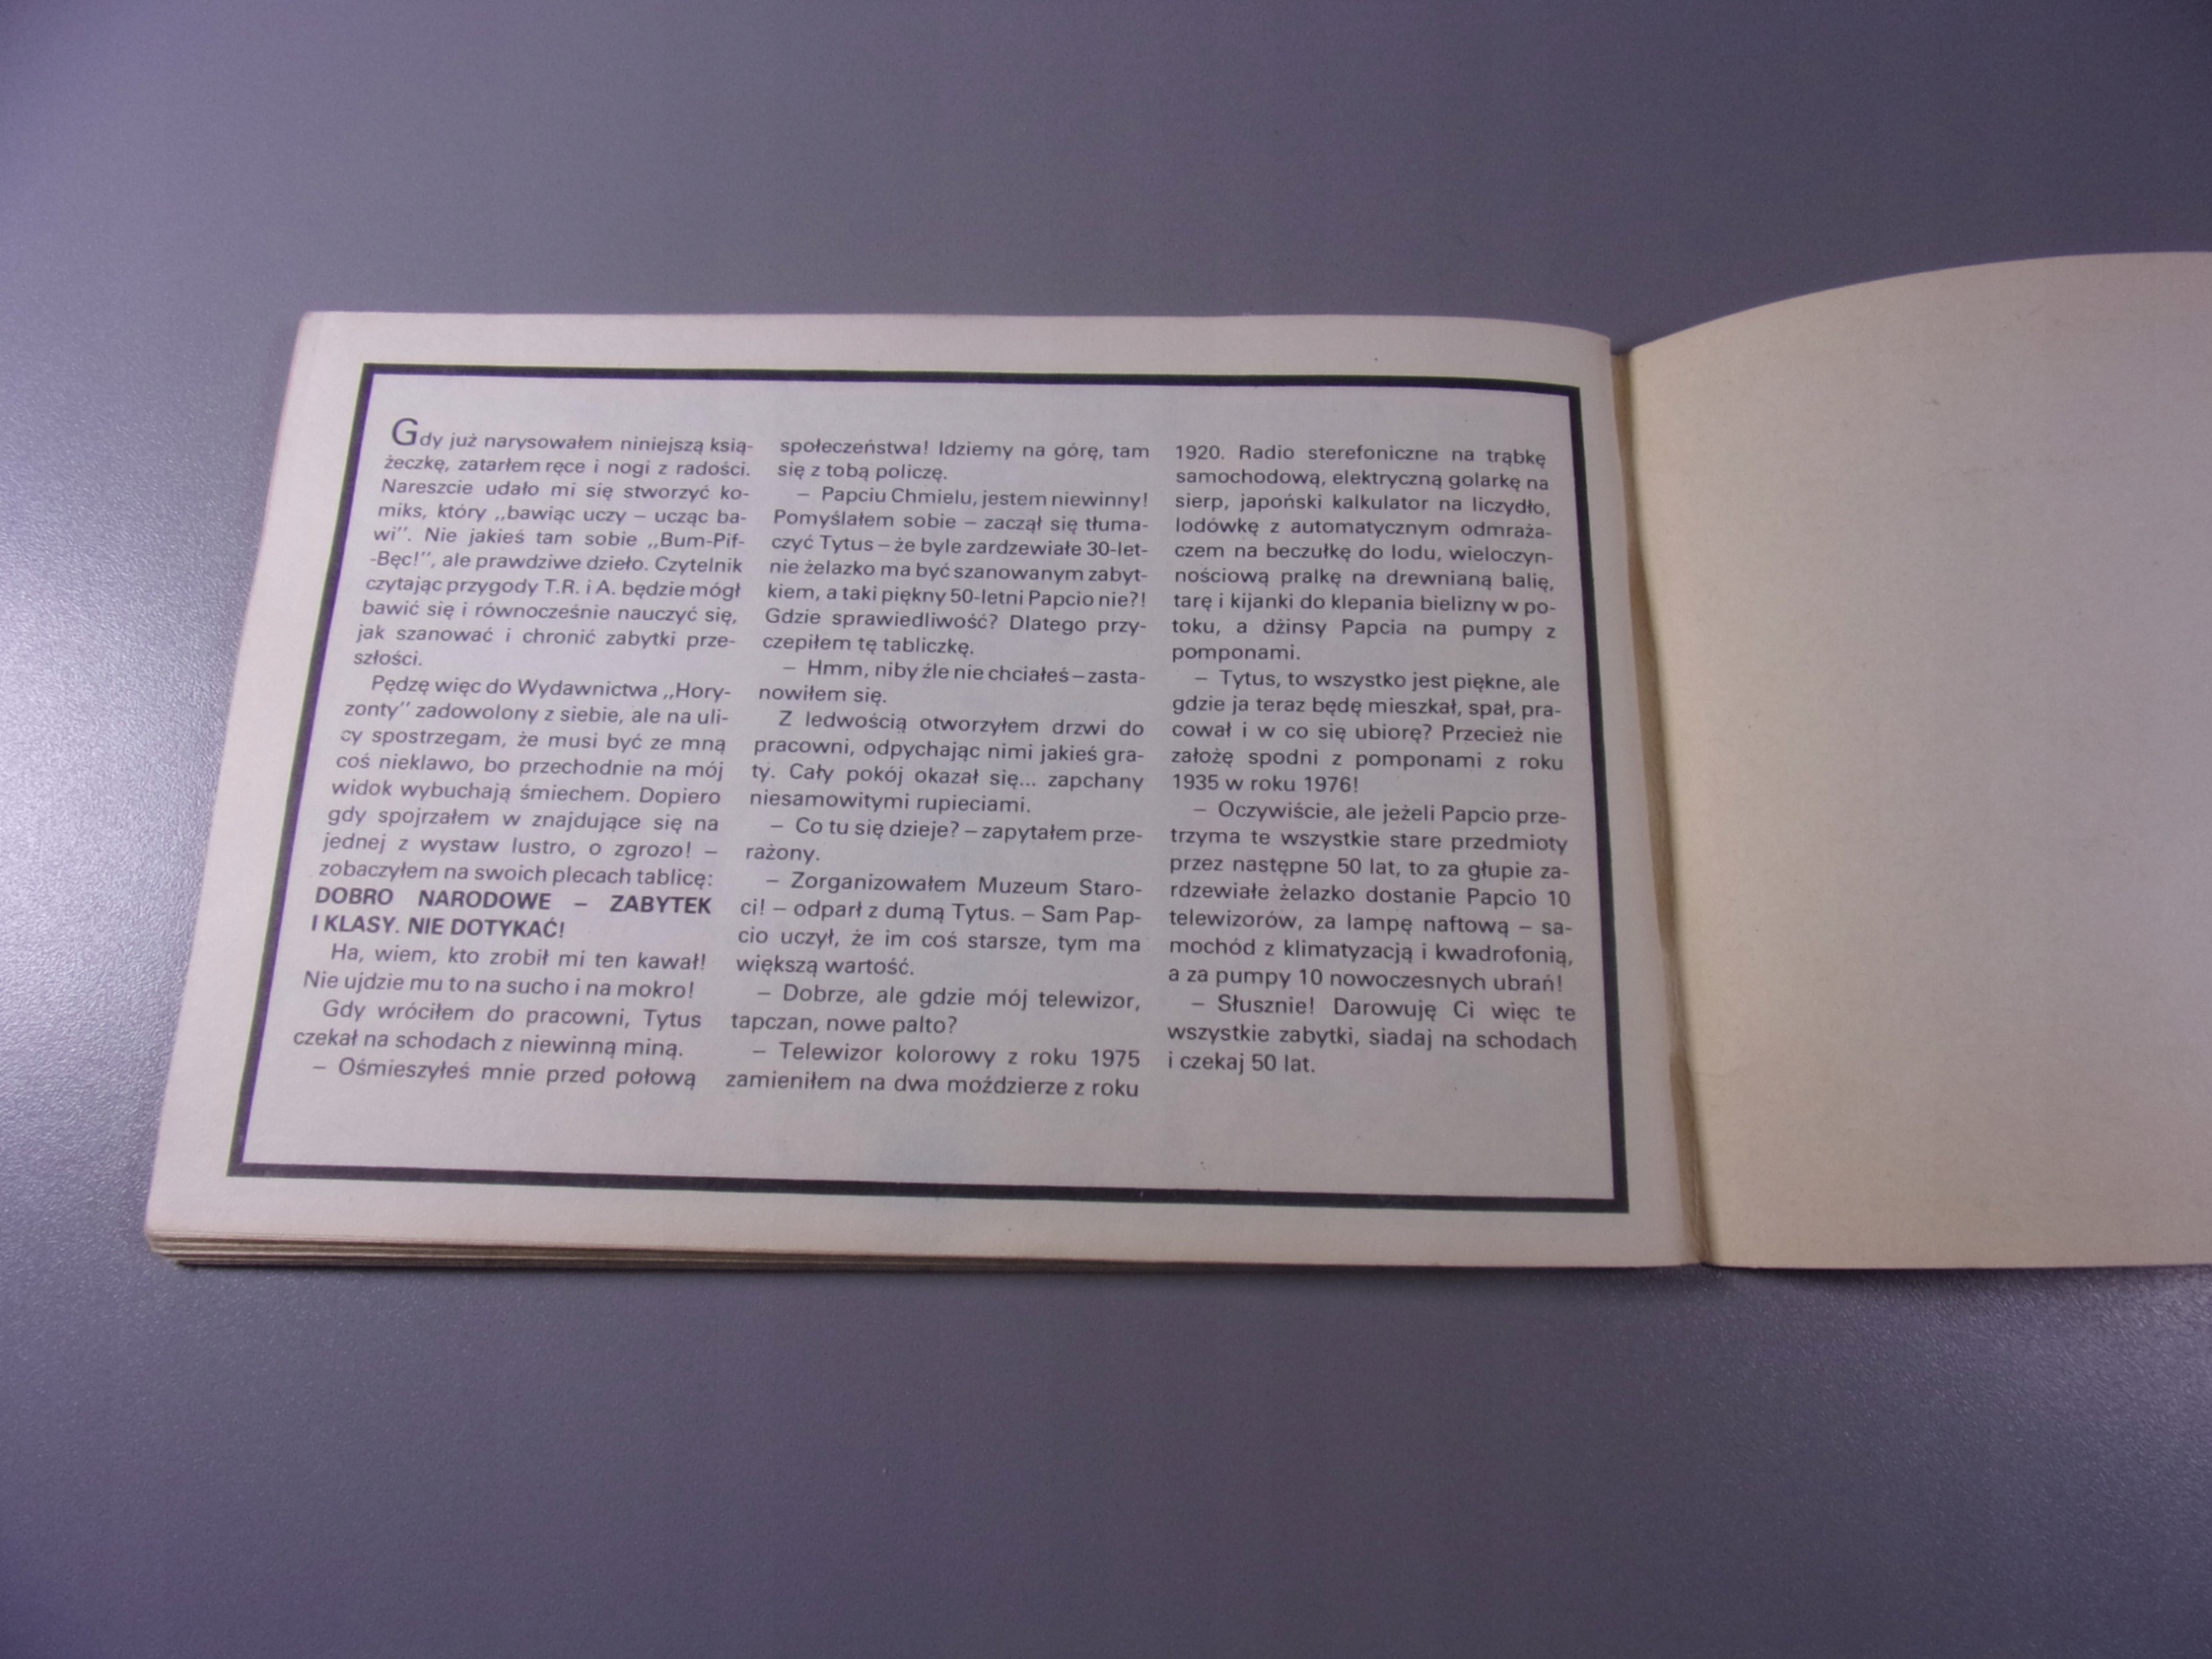 Gdy już narysowałem niniejszą ksią-
żeczkę, zatarłem ręce i nogi z radości.
Nareszcie udało mi się stworzyć ko-
miks, który „bawiąc uczy – ucząc ba-
wi”. Nie jakieś tam sobie „Bum-Pif-
-Bęc!”, ale prawdziwe dzieło. Czytelnik
czytając przygody T.R. i A. będzie mógł
bawić się i równocześnie nauczyć się,
jak szanować i chronić zabytki prze-
szłości.
Pędzę więc do Wydawnictwa „Hory-
zonty” zadowolony z siebie, ale na uli-
cy spostrzegam, że musi być ze mną
coś nieklawo, bo przechodnie na mój
widok wybuchają śmiechem. Dopiero
gdy spojrzałem w znajdujące się na
jednej z wystaw lustro, o zgrozo! –
zobaczyłem na swoich plecach tablicę:
DOBRO NARODOWE – ZABYTEK
I KLASY. NIE DOTYKAĆ!
Ha, wiem, kto zrobił mi ten kawał!
Nie ujdzie mu to na sucho i na mokro!
Gdy wróciłem do pracowni, Tytus
czekał na schodach z niewinną miną.
– Ośmieszyłeś mnie przed połową
społeczeństwa! Idziemy na górę, tam
się z tobą policzę.
– Papciu Chmielu, jestem niewinny!
Pomyślałem sobie – zaczął się tłuma-
czyć Tytus – że byle zardzewiałe 30-let-
nie żelazko ma być szanowanym zabyt-
kiem, a taki piękny 50-letni Papcio nie?!
Gdzie sprawiedliwość? Dlatego przy-
czepiłem tę tabliczkę.
– Hmm, niby źle nie chciałeś – zasta-
nowiłem się.
Z ledwością otworzyłem drzwi do
pracowni, odpychając nimi jakieś gra-
ty. Cały pokój okazał się... zapchany
niesamowitymi rupieciami.
– Co tu się dzieje? – zapytałem prze-
rażony.
– Zorganizowałem Muzeum Staro-
ci! – odparł z dumą Tytus. – Sam Pap-
cio uczył, że im coś starsze, tym ma
większą wartość.
– Dobrze, ale gdzie mój telewizor,
tapczan, nowe palto?
– Telewizor kolorowy z roku 1975
zamieniłem na dwa moździerze z roku
1920. Radio sterefoniczne na trąbkę
samochodową, elektryczną golarkę na
sierp, japoński kalkulator na liczydło,
lodówkę z automatycznym odmraża-
czem na beczułkę do lodu, wieloczyn-
nościową pralkę na drewnianą balię,
tarę i kijanki do klepania bielizny w po-
toku, a dżinsy Papcia na pumpy z
pomponami.
– Tytus, to wszystko jest piękne, ale
gdzie ja teraz będę mieszkał, spał, pra-
cował i w co się ubiorę? Przecież nie
założę spodni z pomponami z roku
1935 w roku 1976!
– Oczywiście, ale jeżeli Papcio prze-
trzyma te wszystkie stare przedmioty
przez następne 50 lat, to za głupie za-
rdzewiałe żelazko dostanie Papcio 10
telewizorów, za lampę naftową – sa-
mochód z klimatyzacją i kwadrofonią,
a za pumpy 10 nowoczesnych ubrań!
– Słusznie! Darowuję Ci więc te
wszystkie zabytki, siadaj na schodach
i czekaj 50 lat.